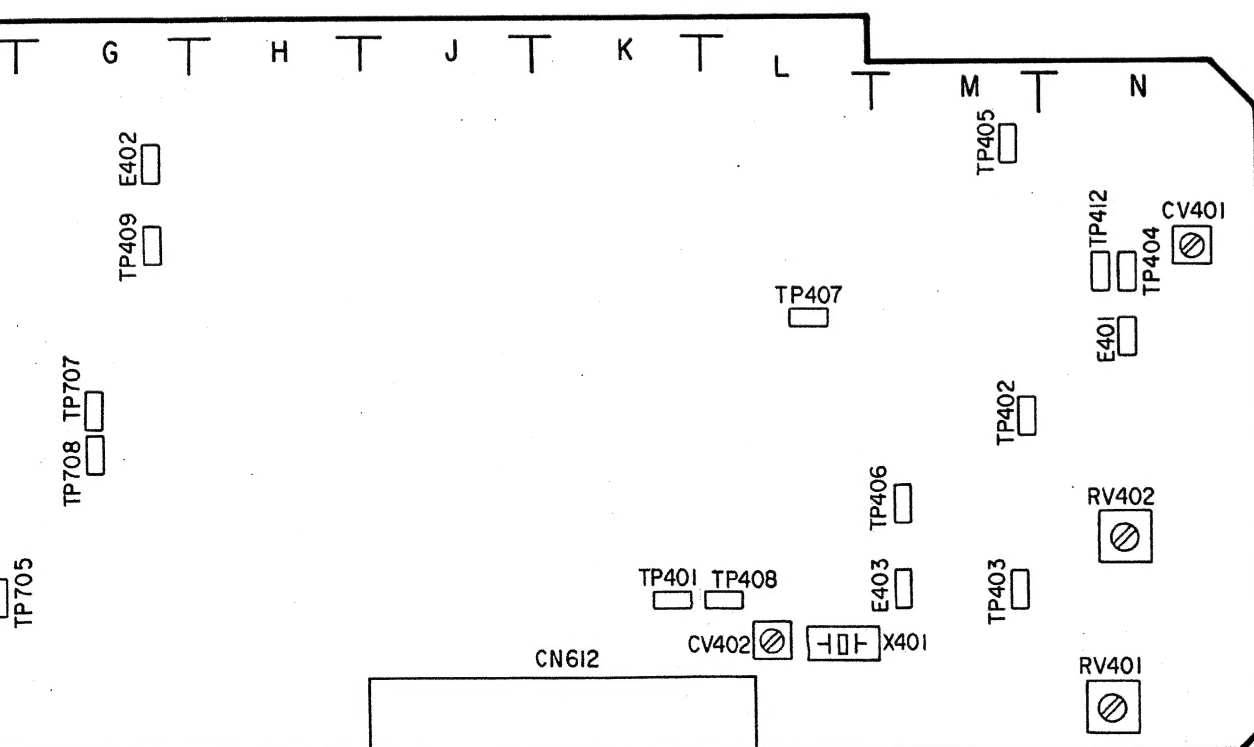 G H J K L M N
TP405
E402
TP412
CV401
TP409
TP404
TP407
E401
TP707
TP402
TP708
TP406
RV402
TP705
TP401 TP408
E403
TP403
CV402
X401
CN612
RV401